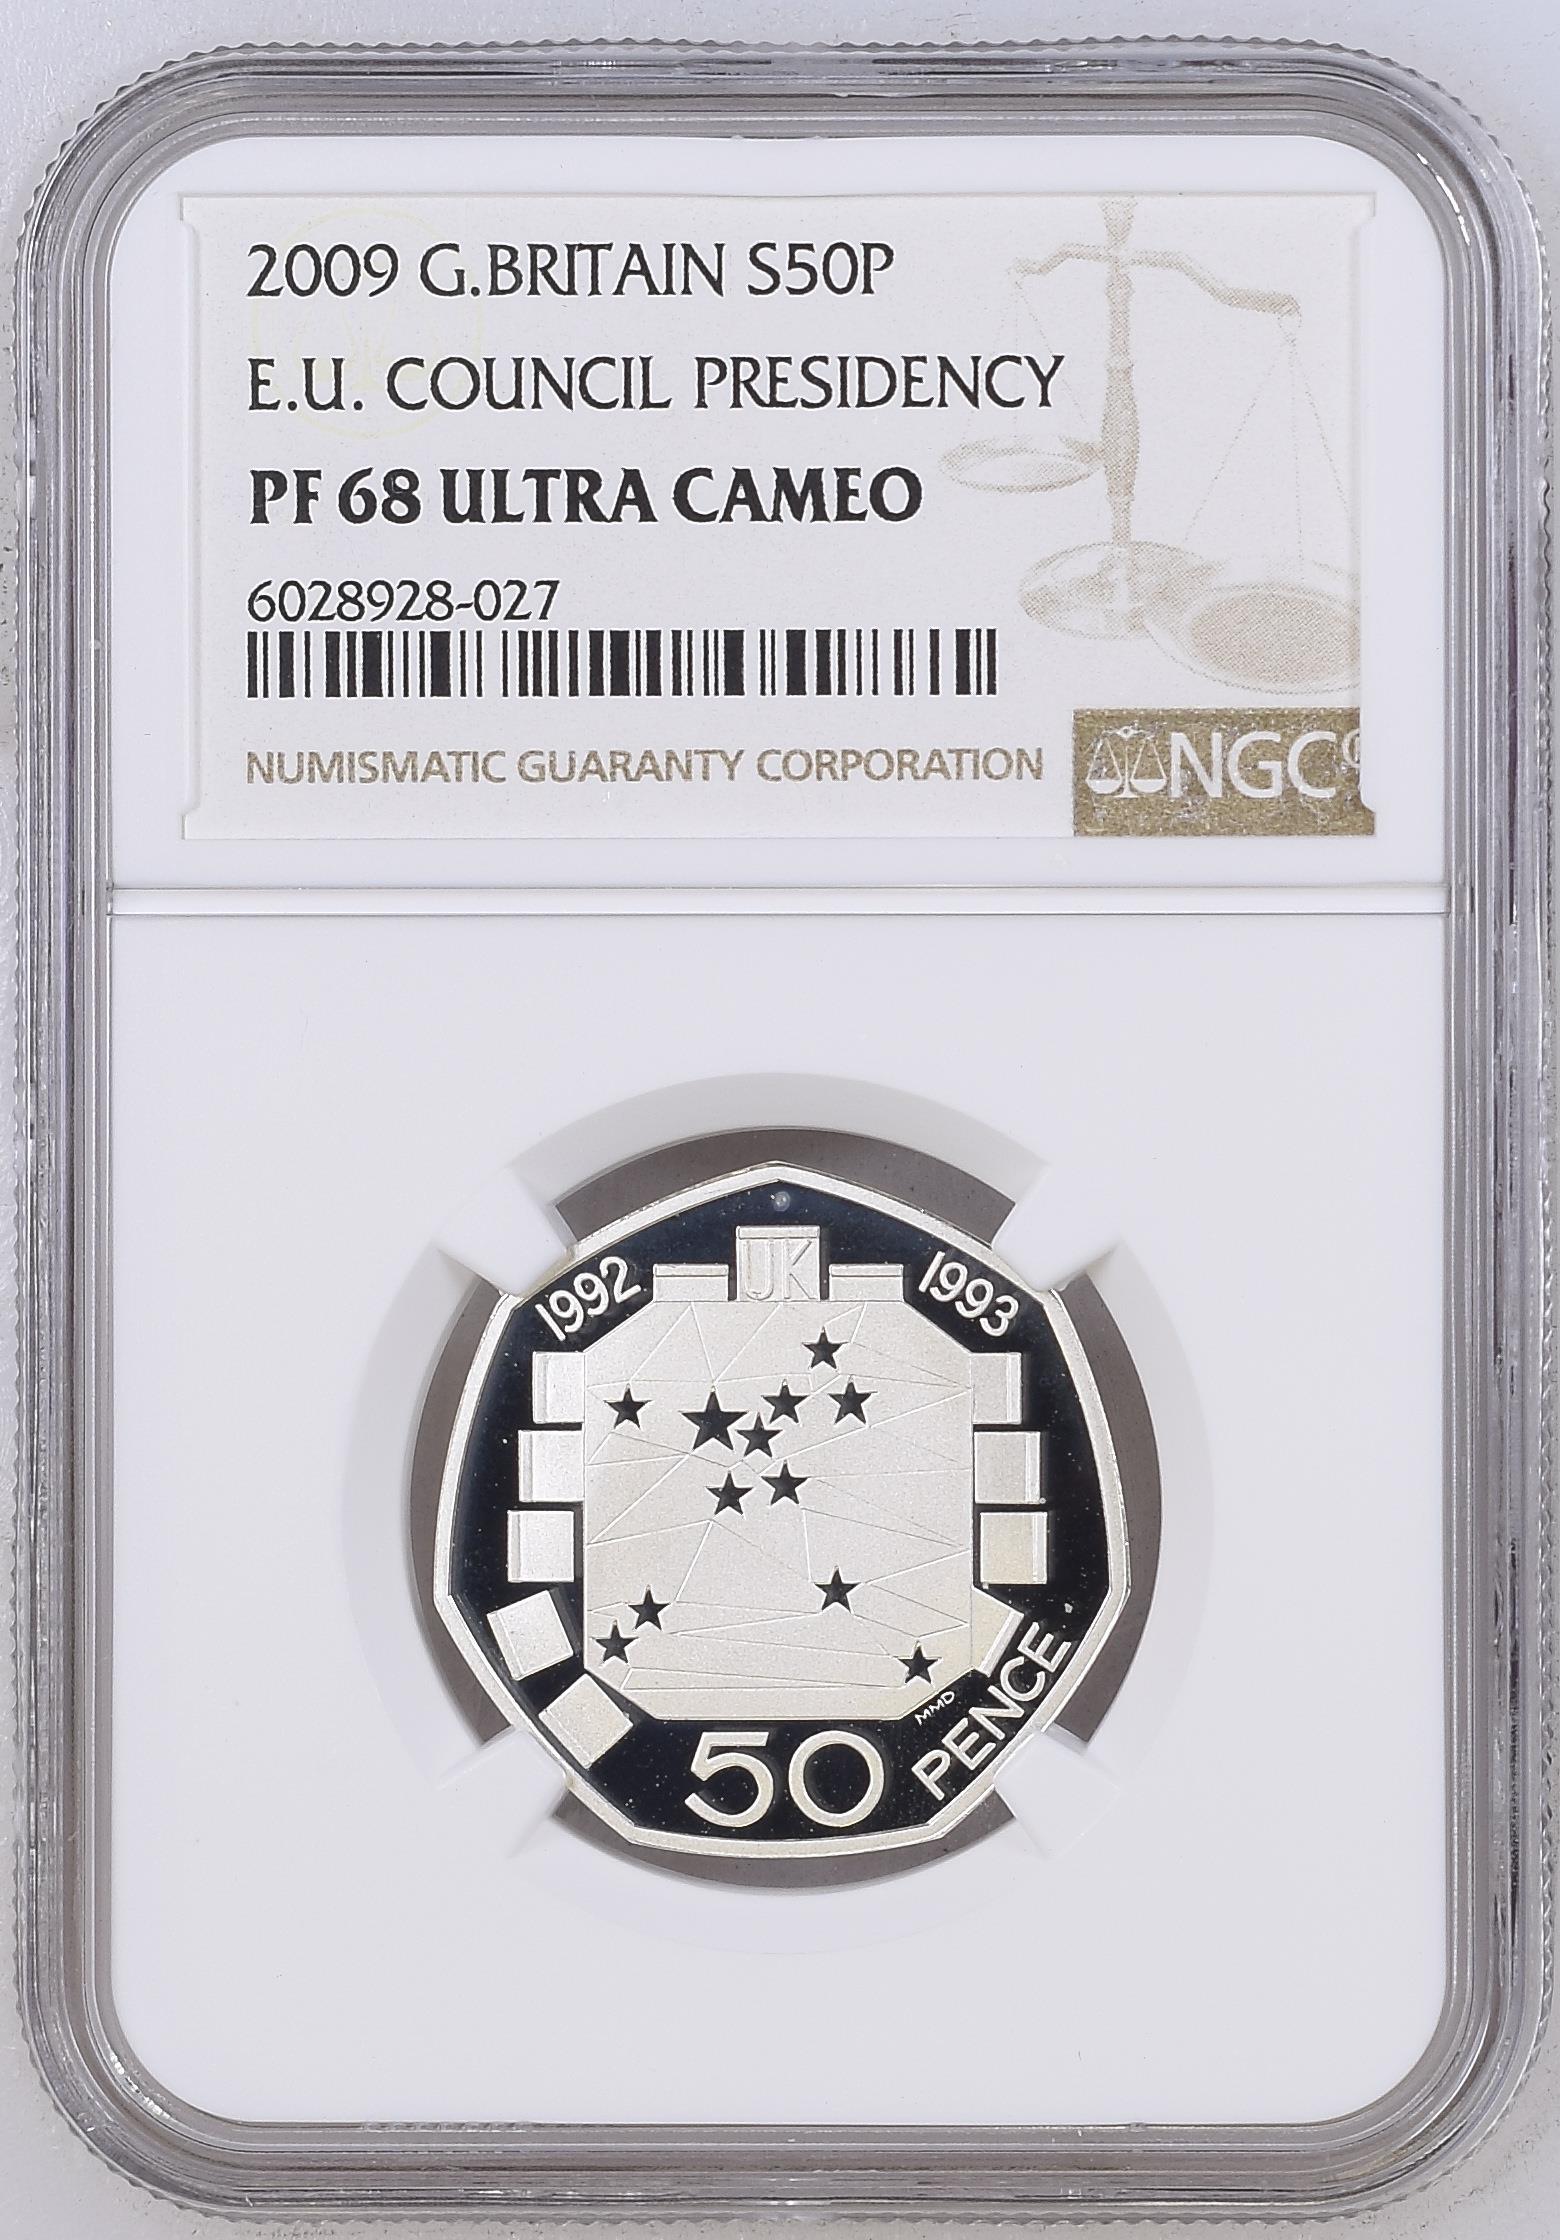 2009 G.BRITAIN S50P
E.U. COUNCIL PRESIDENCY
PF 68 ULTRA CAMEO
6028928-027
NUMISMATIC GUARANTY CORPORATION
NGC
UK
1992
1993
MMD
50
PENCE